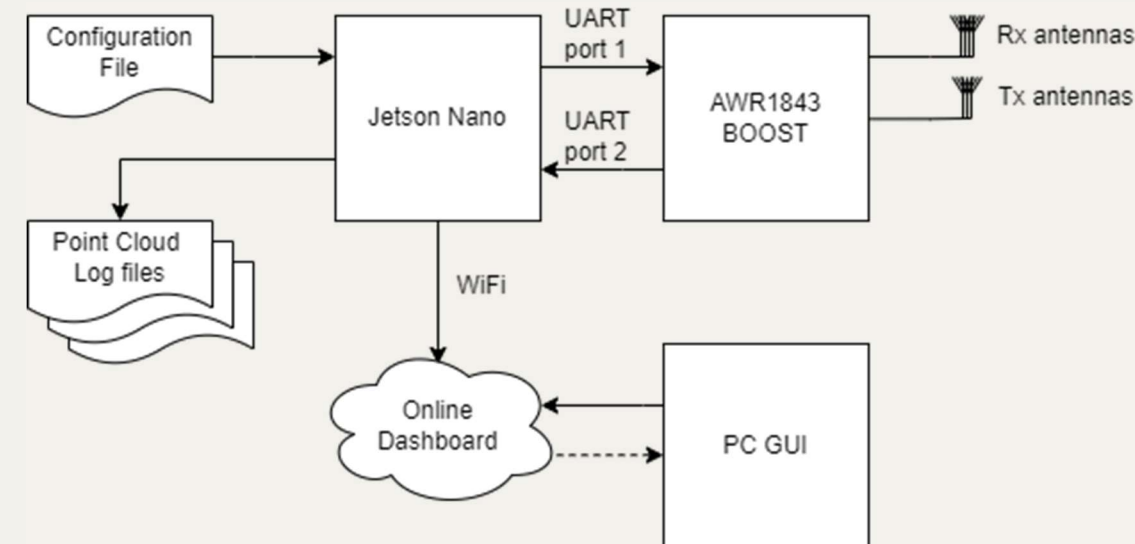 Configuration
File
Jetson Nano
UART
port 1
UART
port 2
AWR1843
BOOST
Rx antennas
Tx antennas
Point Cloud
Log files
WiFi
Online
Dashboard
PC GUI